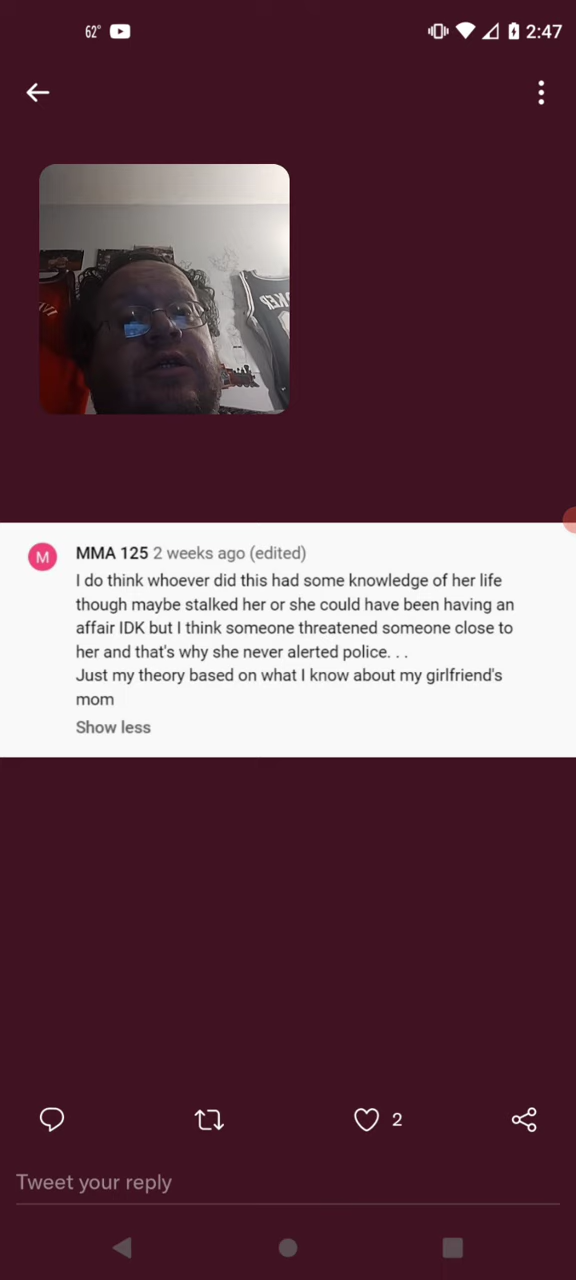 62°
2:47
MMA 125 2 weeks ago (edited)
I do think whoever did this had some knowledge of her life
though maybe stalked her or she could have been having an
affair IDK but I think someone threatened someone close to
her and that's why she never alerted police. . .
Just my theory based on what I know about my girlfriend's
mom
Show less
M
2
Tweet your reply